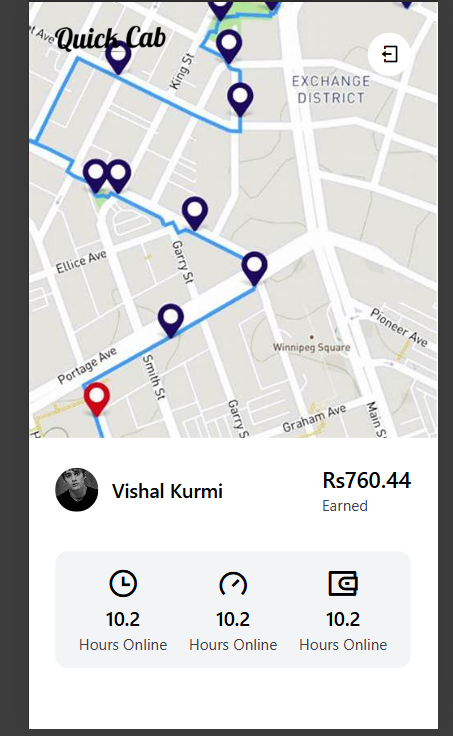 Quick Cab
t Ave
King St
EXCHANGE
DISTRICT
Ellice Ave
Garry St
Pioneer Ave
Winnipeg Square
Portage Ave
Smith St
Garry S
Graham Ave
Main S
H
Vishal Kurmi
Rs760.44
Earned
10.2
10.2
10.2
Hours Online
Hours Online
Hours Online